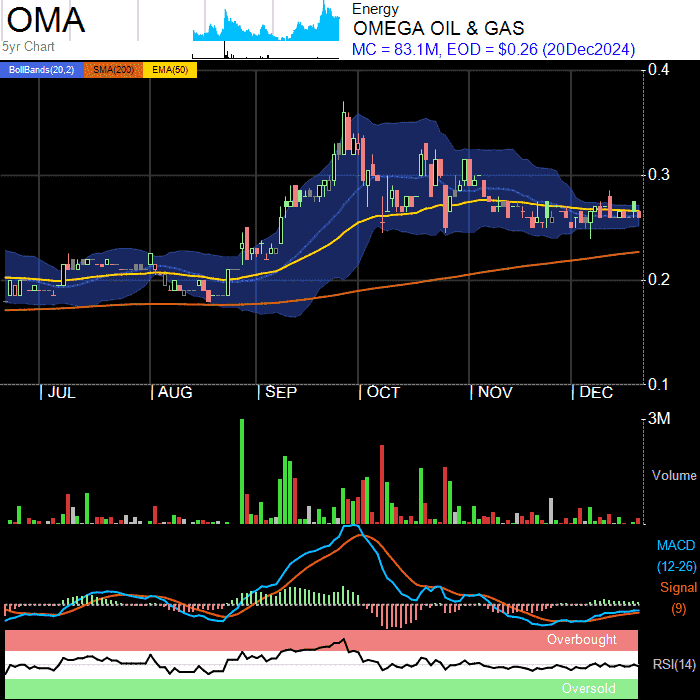 OMA
5yr Chart
Energy
OMEGA OIL & GAS
MC = 83.1M, EOD = $0.26 (20Dec2024)
BollBands(20,2) SMA(200) EMA(50)
0.4
0.3
0.2
0.1
JUL AUG SEP OCT NOV DEC
3M
Volume
MACD
(12-26)
Signal
(9)
Overbought
RSI(14)
Oversold